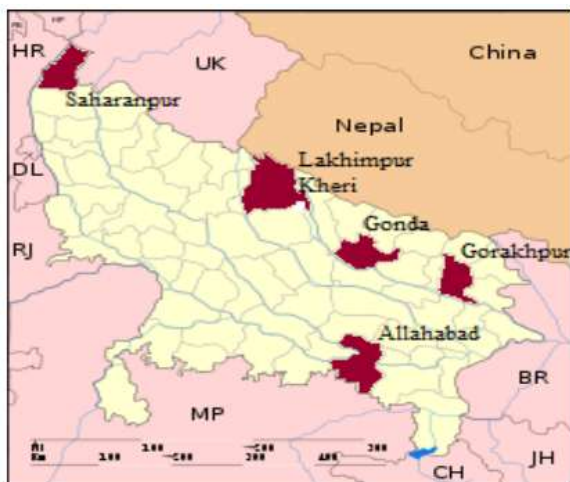 HR
UK
China
Saharanpur
Nepal
DL
Lakhimpur
Kheri
Gonda
RJ
Gorakhpur
Allahabad
BR
MP
JH
CH